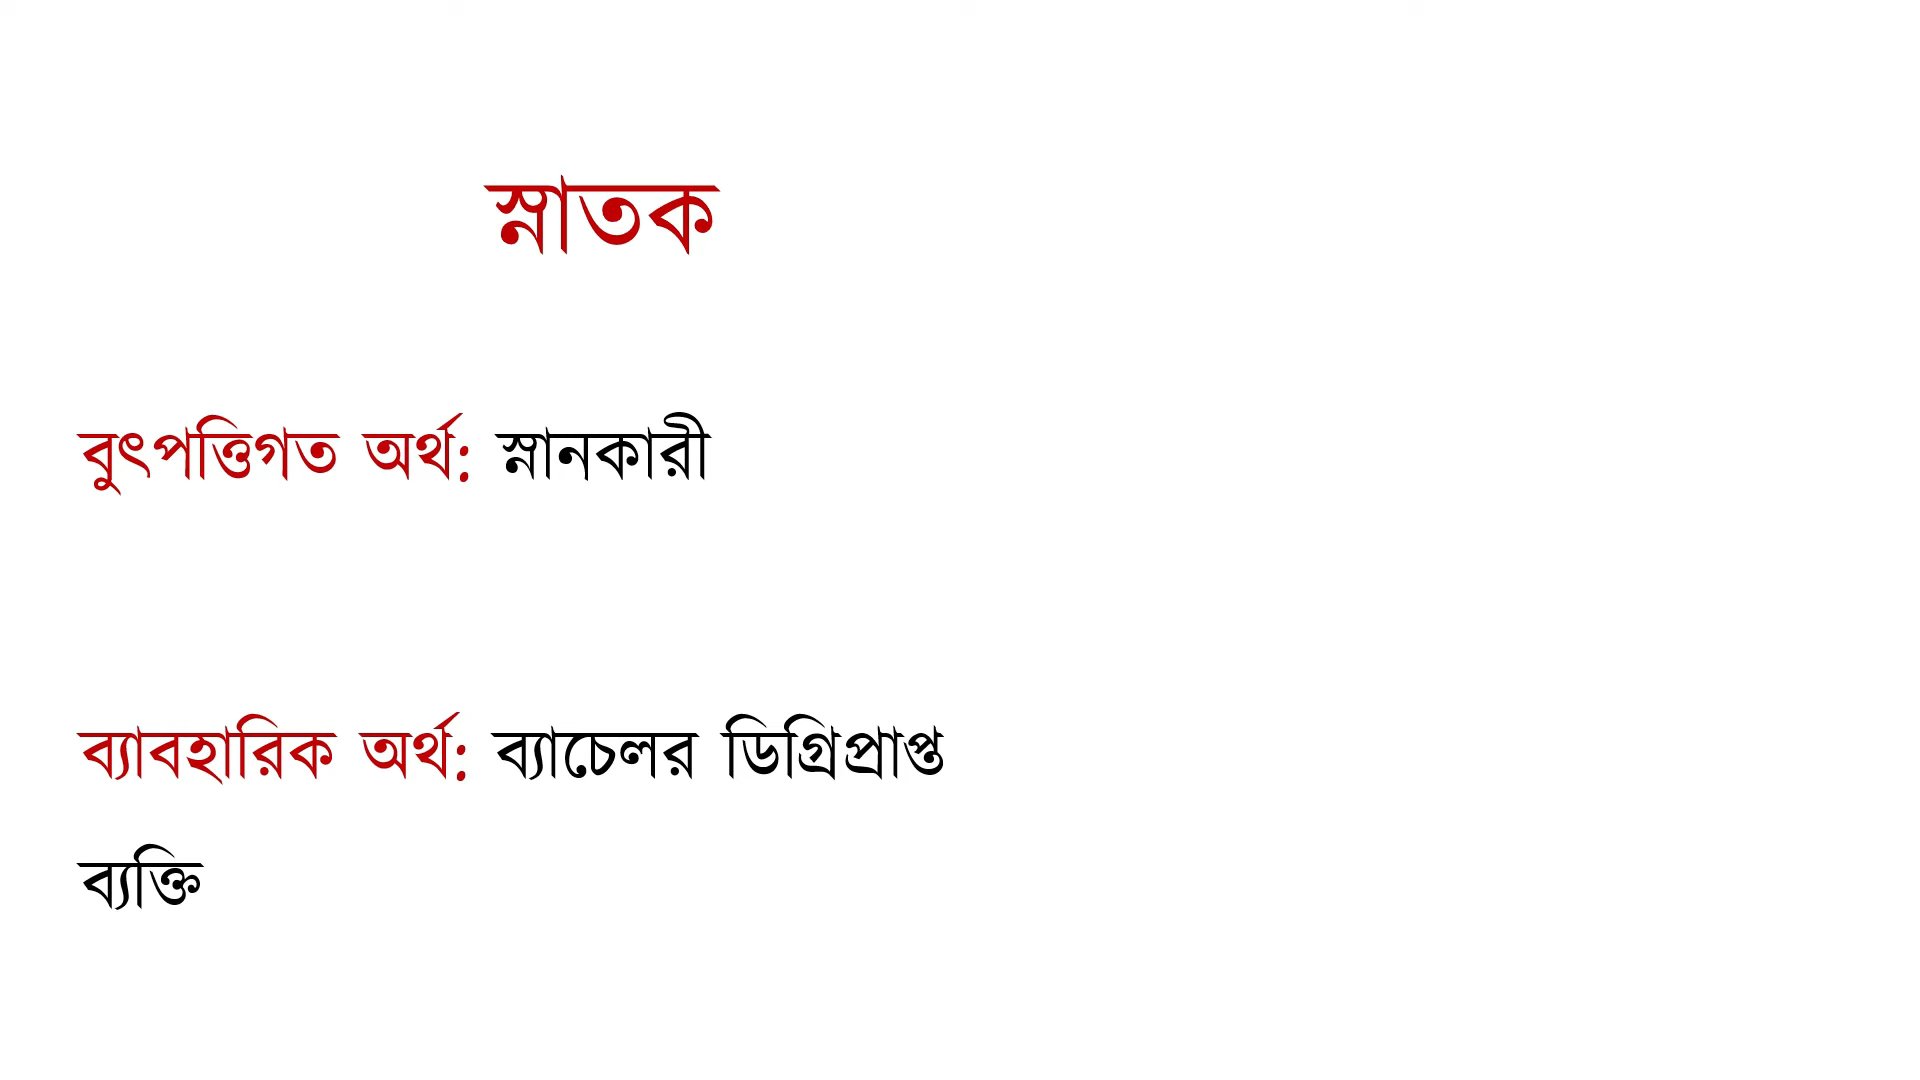 স্নাতক
বুৎপত্তিগত অর্থ: স্নানকারী
ব্যাবহারিক অর্থ: ব্যাচেলর ডিগ্রিপ্রাপ্ত
ব্যক্তি